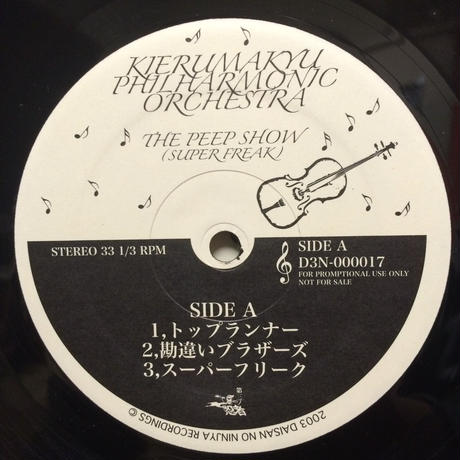 KIERUMAKYU
PHILHARMONIC
ORCHESTRA
THE PEEP SHOW
(SUPER FREAK)
STEREO 33 1/3 RPM
SIDE A
D3N-000017
FOR PROMPTIONAL USE ONLY
NOT FOR SALE
SIDE A
1,トップランナー
2,勘違いブラザーズ
3,スーパーフリーク
2003 DAISAN NO NINJYA RECORDINGS ©